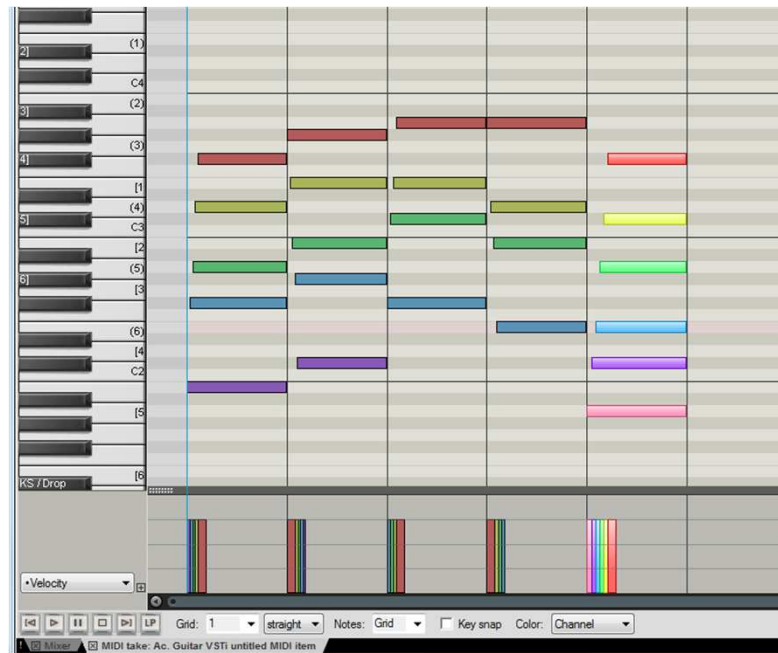 (1)
2]
C4
(2)
3]
(3)
4]
[1
(4)
5]
C3
[2
(5)
6]
[3
(6)
[4
C2
[5
[6
KS / Drop
•Velocity
LP Grid: 1 straight Notes: Grid Key snap Color: Channel
! Mixer MIDI take: Ac. Guitar VSTi untitled MIDI item